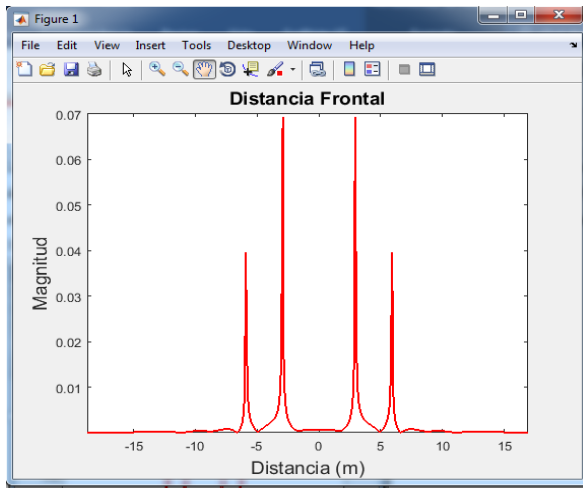 Figure 1
File Edit View Insert Tools Desktop Window Help
Distancia Frontal
0.07
0.06
0.05
0.04
0.03
0.02
0.01
Magnitud
-15 -10 -5 0 5 10 15
Distancia (m)